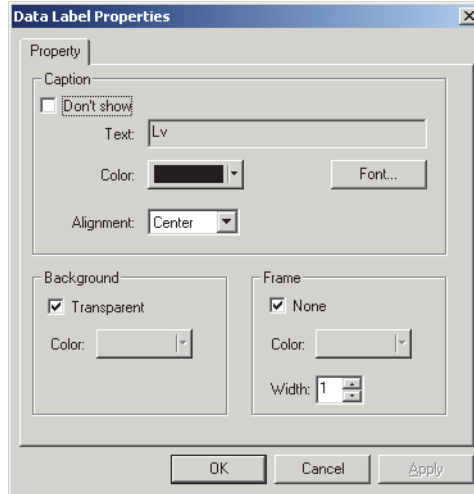 Data Label Properties
Property
Caption
Don't show
Text: Lv
Color: Font...
Alignment: Center
Background Frame
Transparent None
Color: Color:
Width: 1
OK Cancel Apply